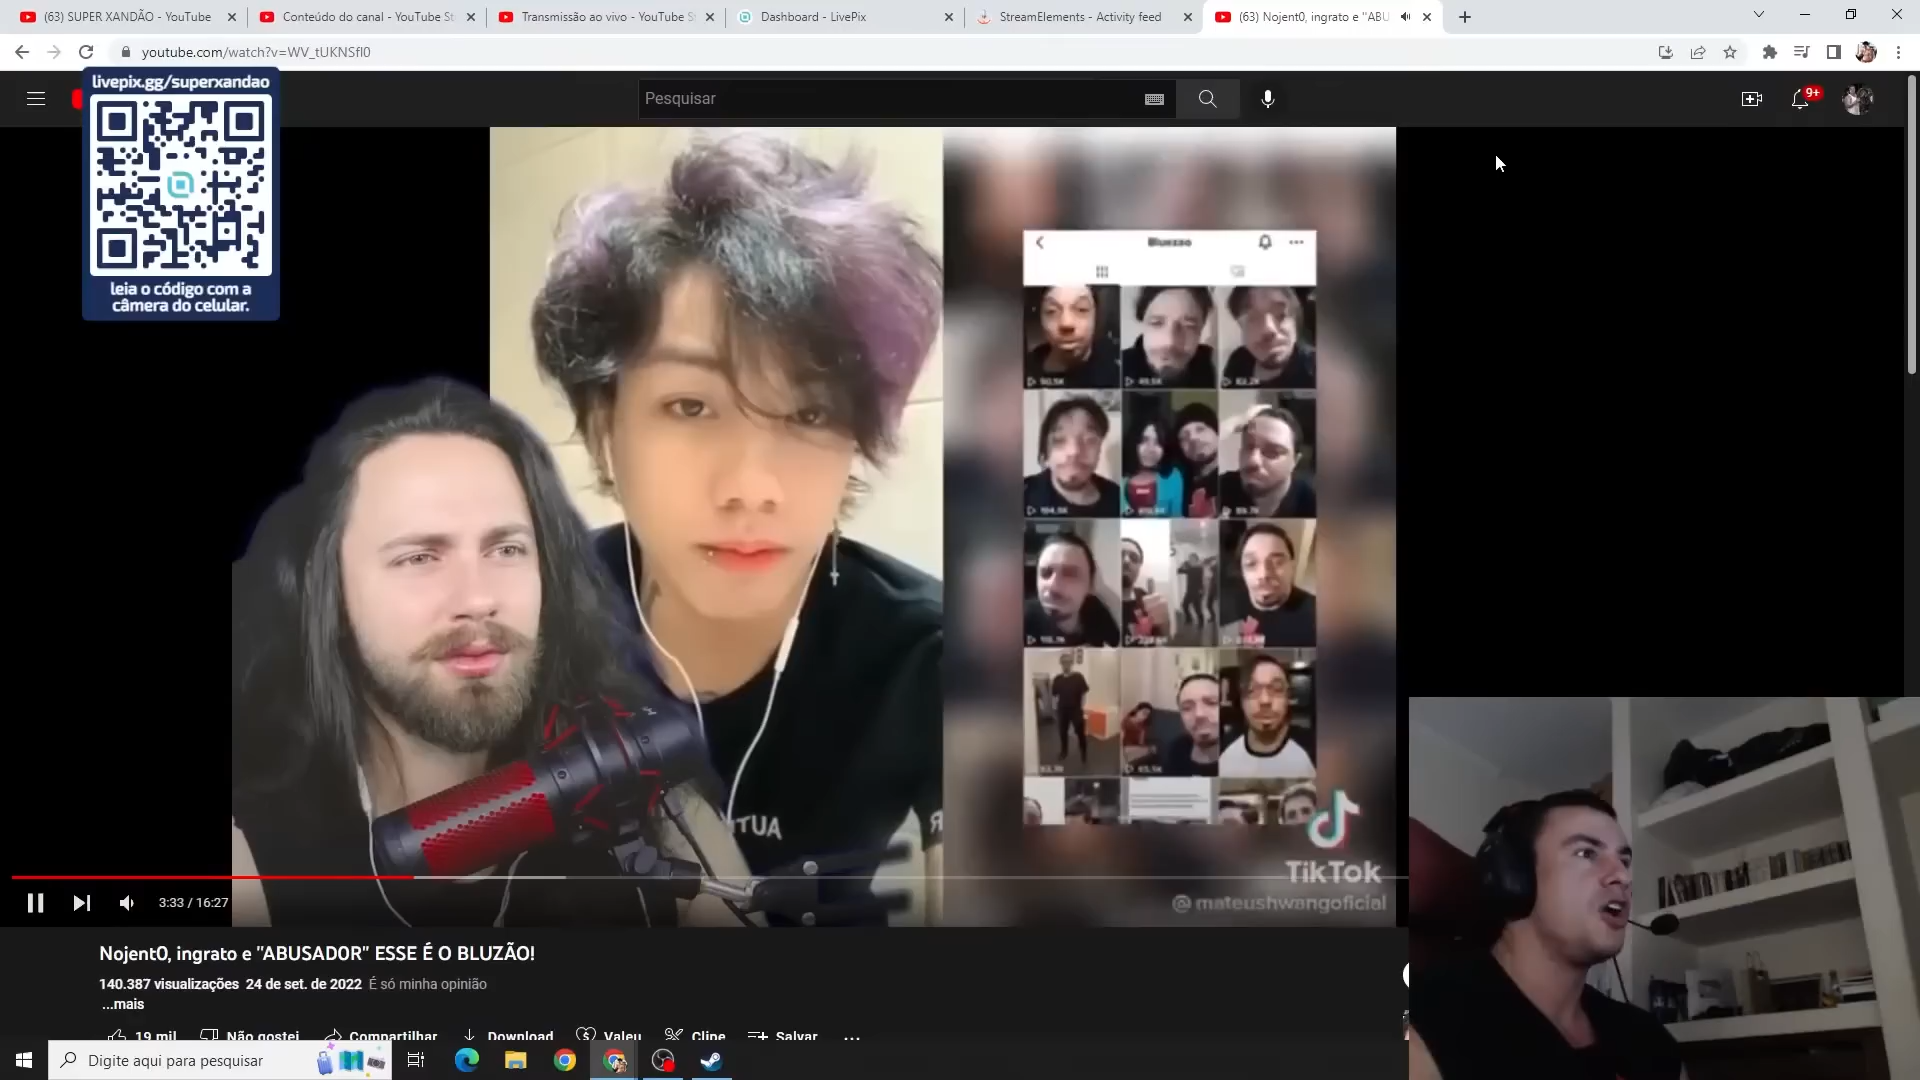 (63) SUPER XANDÃO - YouTube
Conteúdo do canal - YouTube St
Transmissão ao vivo - YouTube S
Dashboard - LivePix
StreamElements - Activity feed
(63) Nojent0, ingrato e "ABU
youtube.com/watch?v=WV_tUKNSfI0
livepix.gg/superxandao
leia o código com a
câmera do celular.
Pesquisar
9+
Bluezao
TikTok
@mateushwangoficial
3:33 / 16:27
Nojent0, ingrato e "ABUSAD0R" ESSE É O BLUZÃO!
140.387 visualizações 24 de set. de 2022 É só minha opinião
...mais
19 mil Não gostei Compartilhar Download Valeu Clipe Salvar ...
Digite aqui para pesquisar